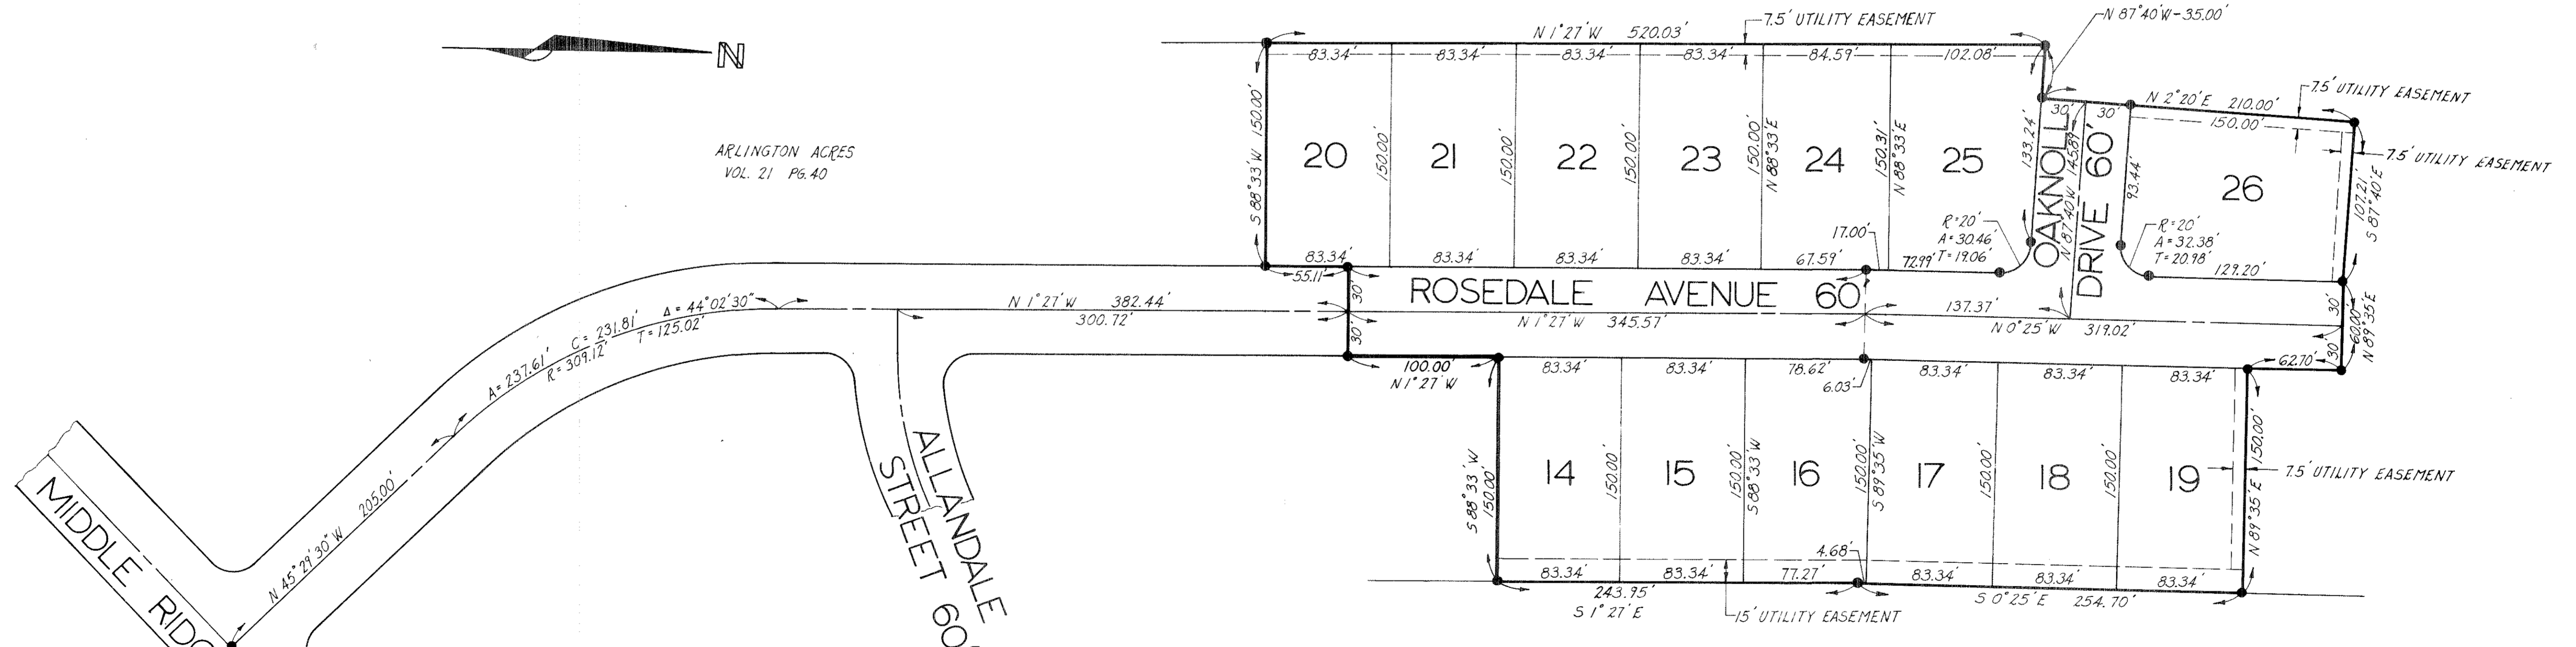 N
ARLINGTON ACRES
VOL. 21 PG. 40
N 1°27' W 520.03'
7.5' UTILITY EASEMENT
N 87°40' W-35.00'
83.34'
83.34'
83.34'
83.34'
84.59'
102.08'
S 88°33' W 150.00'
20
150.00'
21
150.00'
22
150.00'
23
150.00'
N 88°33' E
24
150.31'
N 88°33' E
25
133.24'
30'
30'
N 2°20' E 210.00'
7.5' UTILITY EASEMENT
150.00'
7.5' UTILITY EASEMENT
OAKNOLL
DRIVE 60'
N 87°40' W 145.89'
93.44'
26
107.21'
S 87°40' E
R=20'
A=30.46'
T=19.06'
R=20'
A=32.38'
T=20.98'
83.34'
83.34'
83.34'
83.34'
67.59'
17.00'
72.99'
129.20'
55.11'
30'
30'
ROSEDALE AVENUE 60'
N 1°27' W 345.57'
137.37'
N 0°25' W 319.02'
30'
30'
60.00'
N 89°35' E
62.70'
N 1°27' W 382.44'
300.72'
A = 237.61' C = 231.81' Δ = 44°02'30"
R = 309.12' T = 125.02'
N 45°29'30" W 205.00'
MIDDLE
ALLANDALE
STREET
100.00'
N 1°27' W
83.34'
83.34'
78.62'
6.03'
83.34'
83.34'
83.34'
S 88°33' W
150.00'
14
150.00'
15
150.00'
S 88°33' W
16
150.00'
S 89°35' W
17
150.00'
18
150.00'
19
N 89°35' E 150.00'
7.5' UTILITY EASEMENT
4.68'
83.34'
83.34'
77.27'
83.34'
83.34'
83.34'
243.95'
S 1°27' E
15' UTILITY EASEMENT
S 0°25' E 254.70'